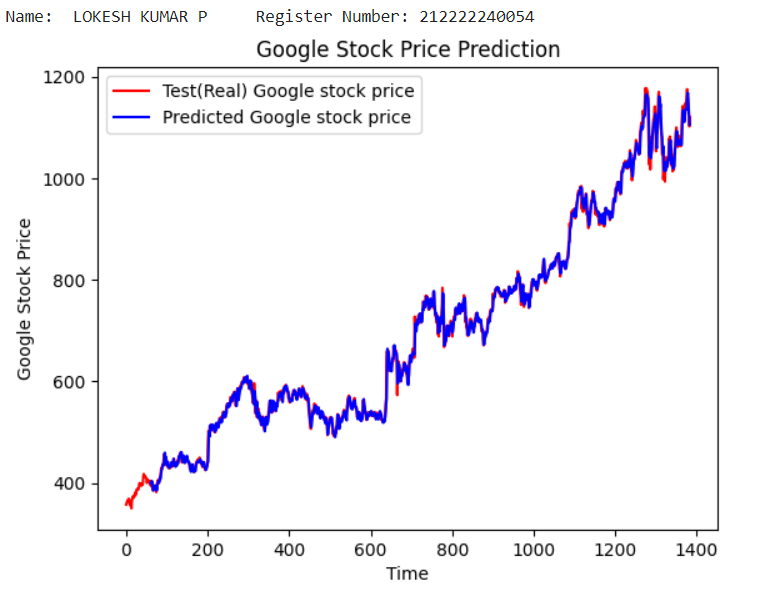 Name: LOKESH KUMAR P Register Number: 212222240054
Google Stock Price Prediction
Test(Real) Google stock price
Predicted Google stock price
1200
1000
800
600
400
Google Stock Price
0 200 400 600 800 1000 1200 1400
Time